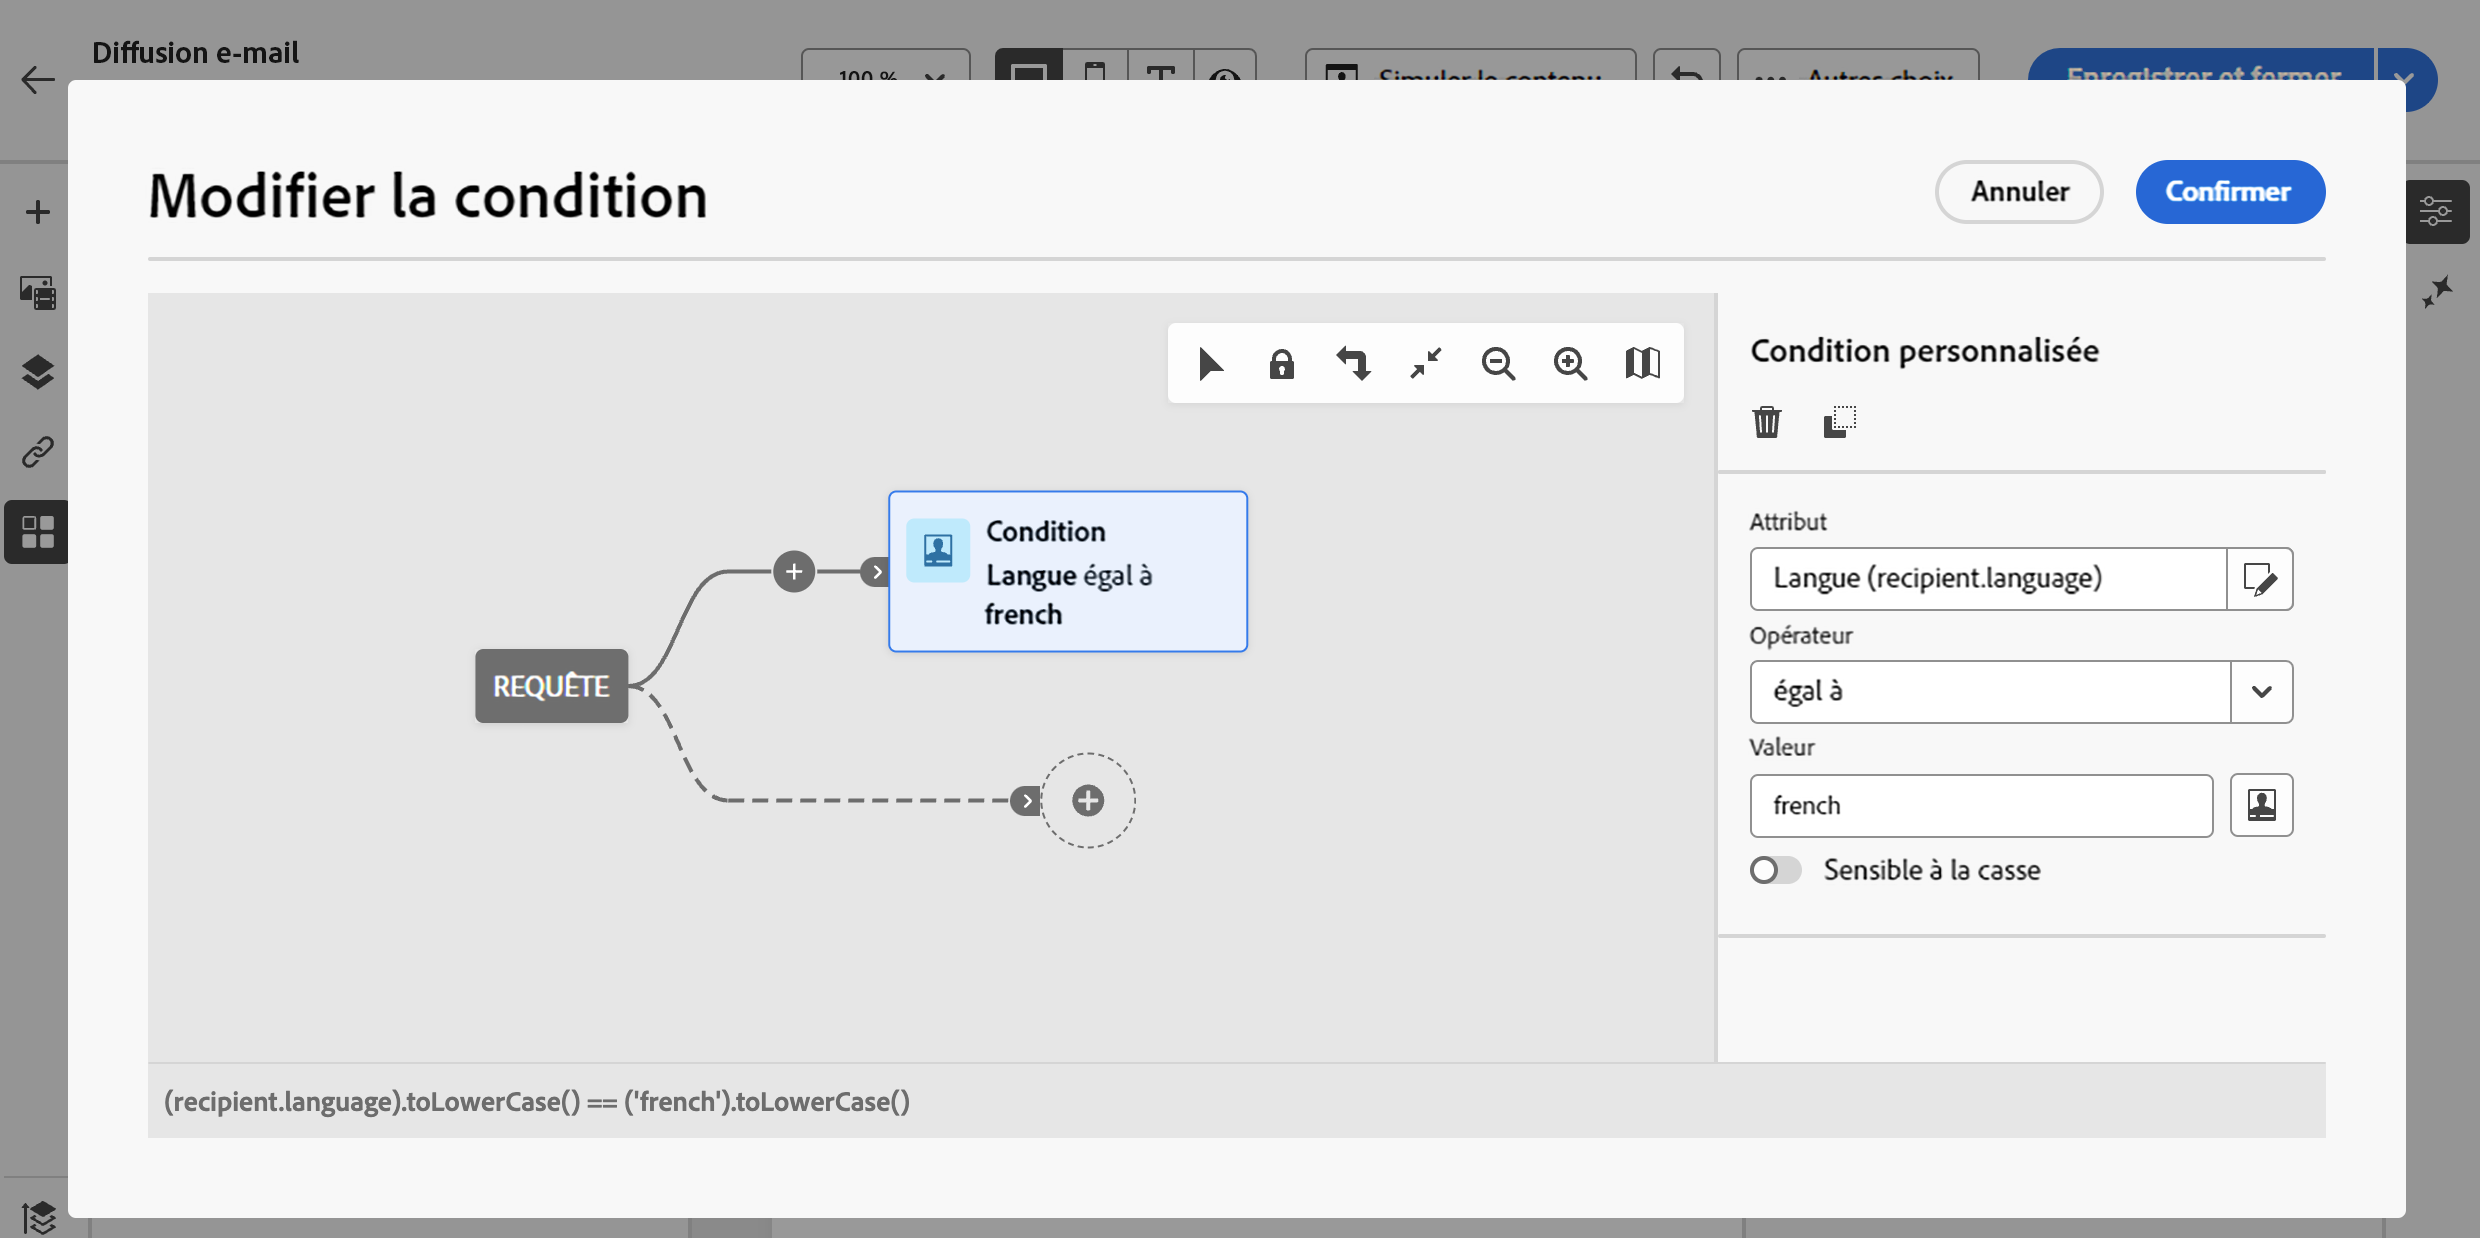 Diffusion e-mail
100 %
Simuler le contenu
Autres choix
Enregistrer et fermer
Modifier la condition
Annuler
Confirmer
Condition personnalisée
Attribut
Langue (recipient.language)
Opérateur
égal à
Valeur
french
Sensible à la casse
Condition
Langue égal à
french
REQUÊTE
(recipient.language).toLowerCase() == ('french').toLowerCase()